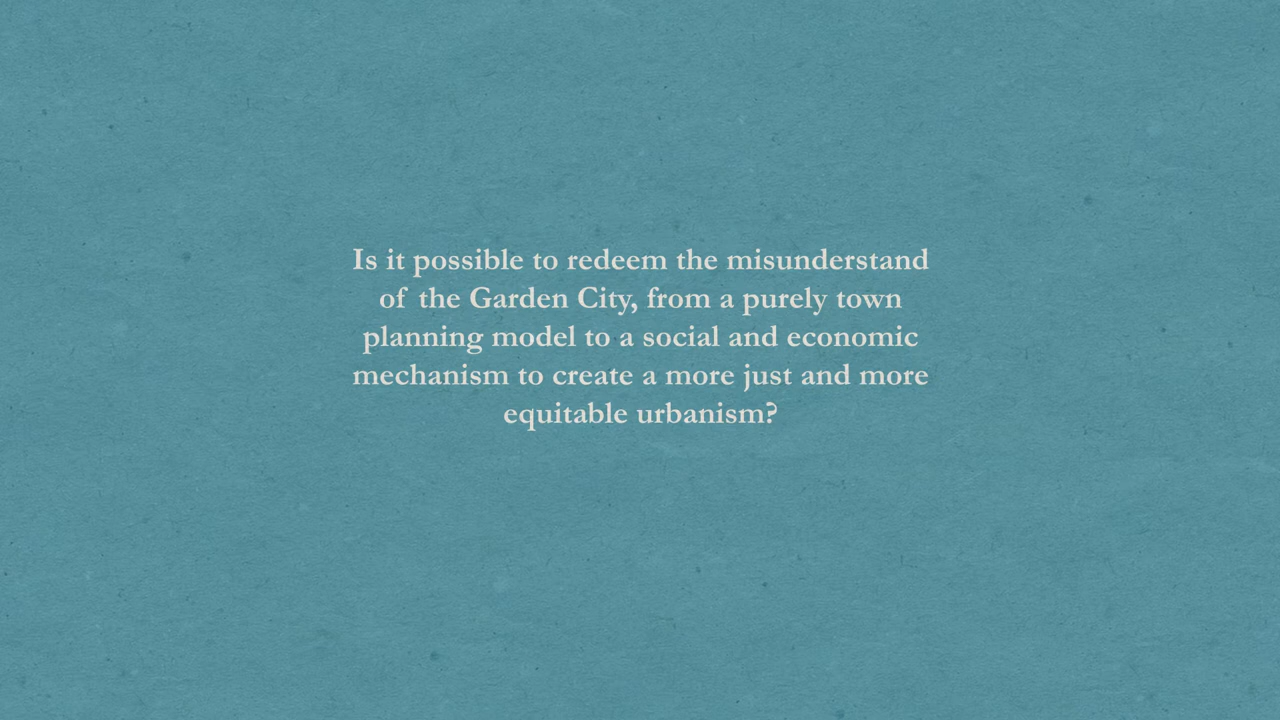 Is it possible to redeem the misunderstand
of the Garden City, from a purely town
planning model to a social and economic
mechanism to create a more just and more
equitable urbanism?